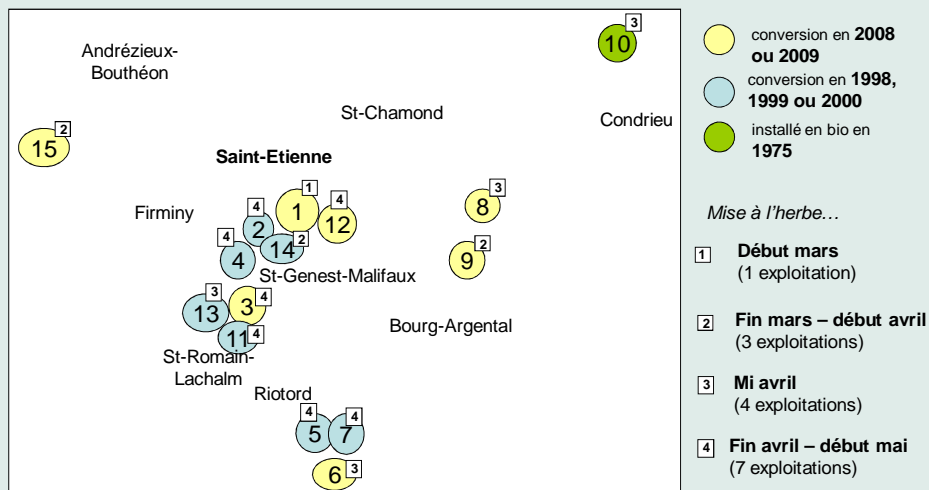 Andrézieux-
Bouthéon
3
10
St-Chamond
Condrieu
2
15
Saint-Etienne
Firminy
1
1
4
12
4
2
2
14
4
4
3
8
2
9
St-Genest-Malifaux
3
13
4
3
4
11
Bourg-Argental
St-Romain-
Lachalm
Riotord
4
5
4
7
3
6
conversion en 2008
ou 2009
conversion en 1998,
1999 ou 2000
installé en bio en
1975
Mise à l'herbe…
1
Début mars
(1 exploitation)
2
Fin mars – début avril
(3 exploitations)
3
Mi avril
(4 exploitations)
4
Fin avril – début mai
(7 exploitations)